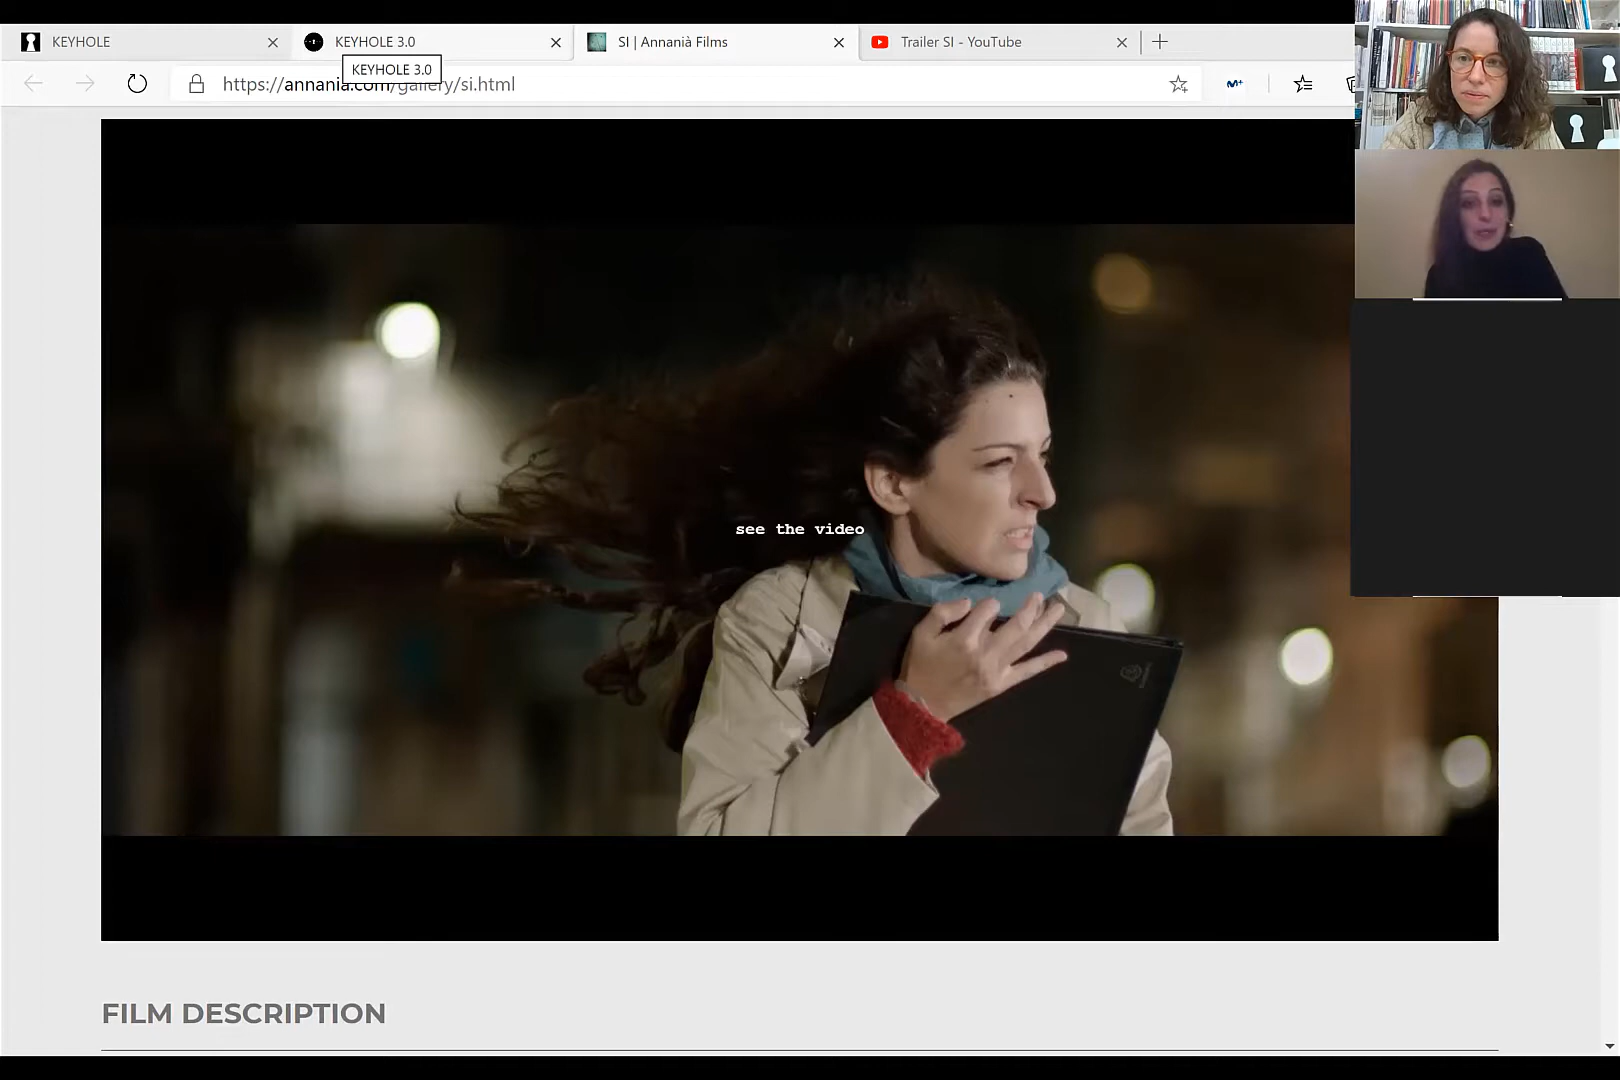 KEYHOLE
KEYHOLE 3.0
SI | Annanià Films
Trailer SI - YouTube
KEYHOLE 3.0
https://annania.com/gallery/si.html
see the video
FILM DESCRIPTION